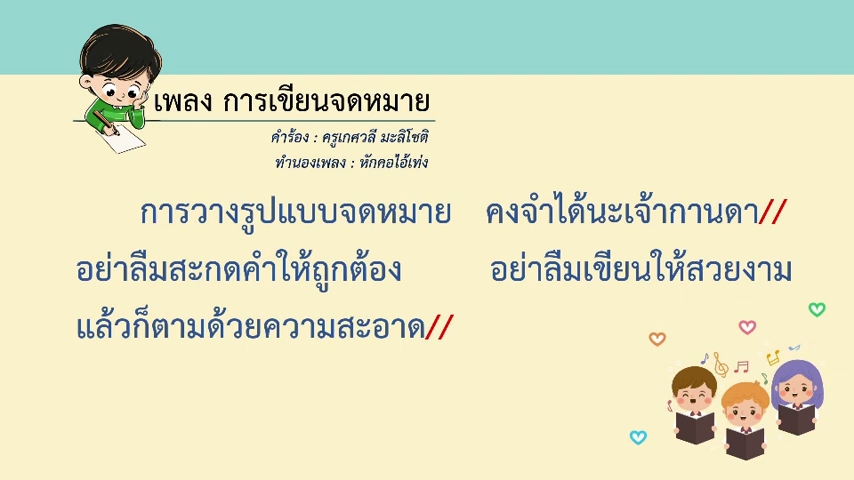 เพลง การเขียนจดหมาย
คำร้อง : ครูเกศวลี มะลิโชติ
ทำนองเพลง : หักคอไอ้เท่ง
การวางรูปแบบจดหมาย คงจำได้นะเจ้ากานดา//
อย่าลืมสะกดคำให้ถูกต้อง อย่าลืมเขียนให้สวยงาม
แล้วก็ตามด้วยความสะอาด//